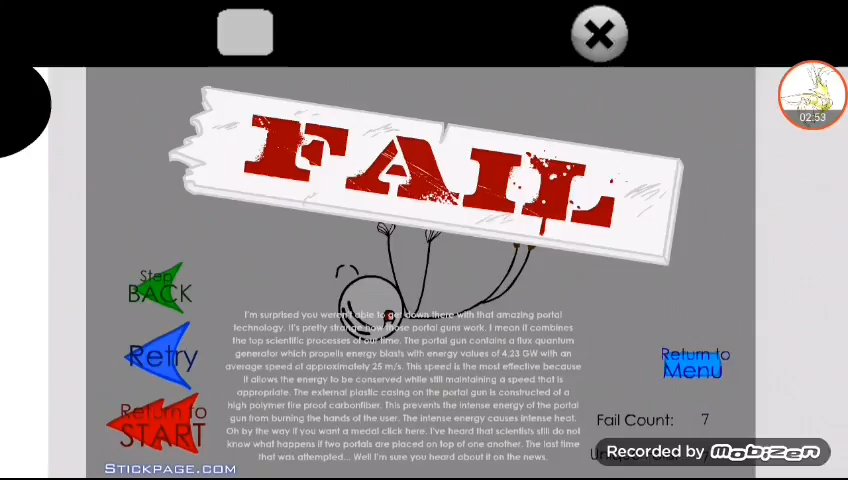 02:53
FAIL
Step
BACK
Retry
Return to
START
I'm surprised you weren't able to get down there with that amazing portal
technology. It's pretty strange how those portal guns work. I mean it combines
the top scientific processes of our time. The portal gun contains a flux quantum
generator which propells energy blasts with energy values of 4.23 GW with an
average speed of approximately 25 m/s. This speed is the most effective because
it allows the energy to be conserved while still maintaining a speed that is
appropriate. The external plastic casing on the portal gun is constructed of a
high polymer fire proof carbonfiber. This prevents the intense energy of the portal
gun from burning the hands of the user. The intense energy causes intense heat.
Oh by the way if you want a medal click here. I've heard that scientists still do not
know what happens if two portals are placed on top of one another. The last time
that was attempted... Well I'm sure you heard about it on the news.
Return to
Menu
Fail Count: 7
Recorded by Mobizen
STICKPAGE.COM